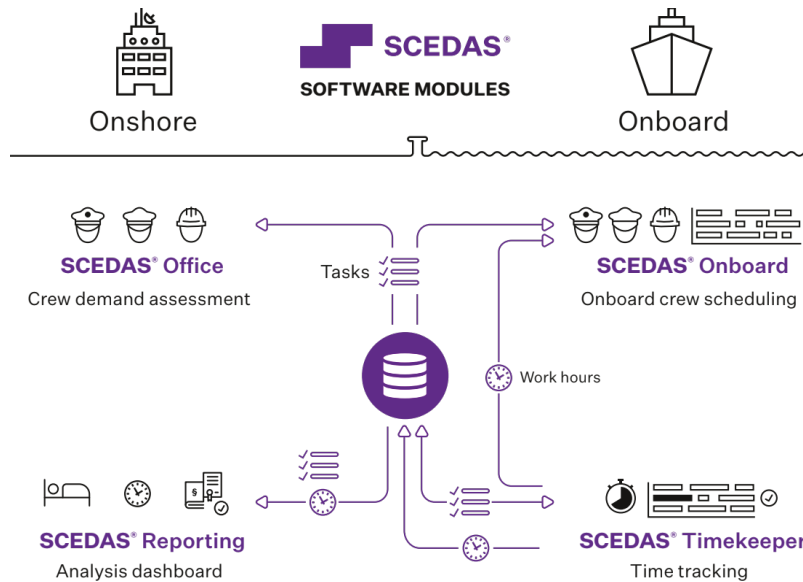 SCEDAS®
SOFTWARE MODULES
Onshore
Onboard
SCEDAS® Office
Crew demand assessment
Tasks
SCEDAS® Onboard
Onboard crew scheduling
Work hours
§
SCEDAS® Reporting
Analysis dashboard
SCEDAS® Timekeeper
Time tracking